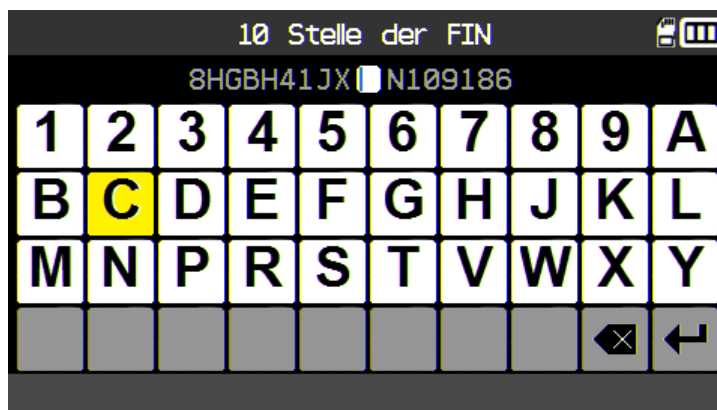 10 Stelle der FIN
8HGBH41JX N109186
1 2 3 4 5 6 7 8 9 A
B C D E F G H J K L
M N P R S T V W X Y